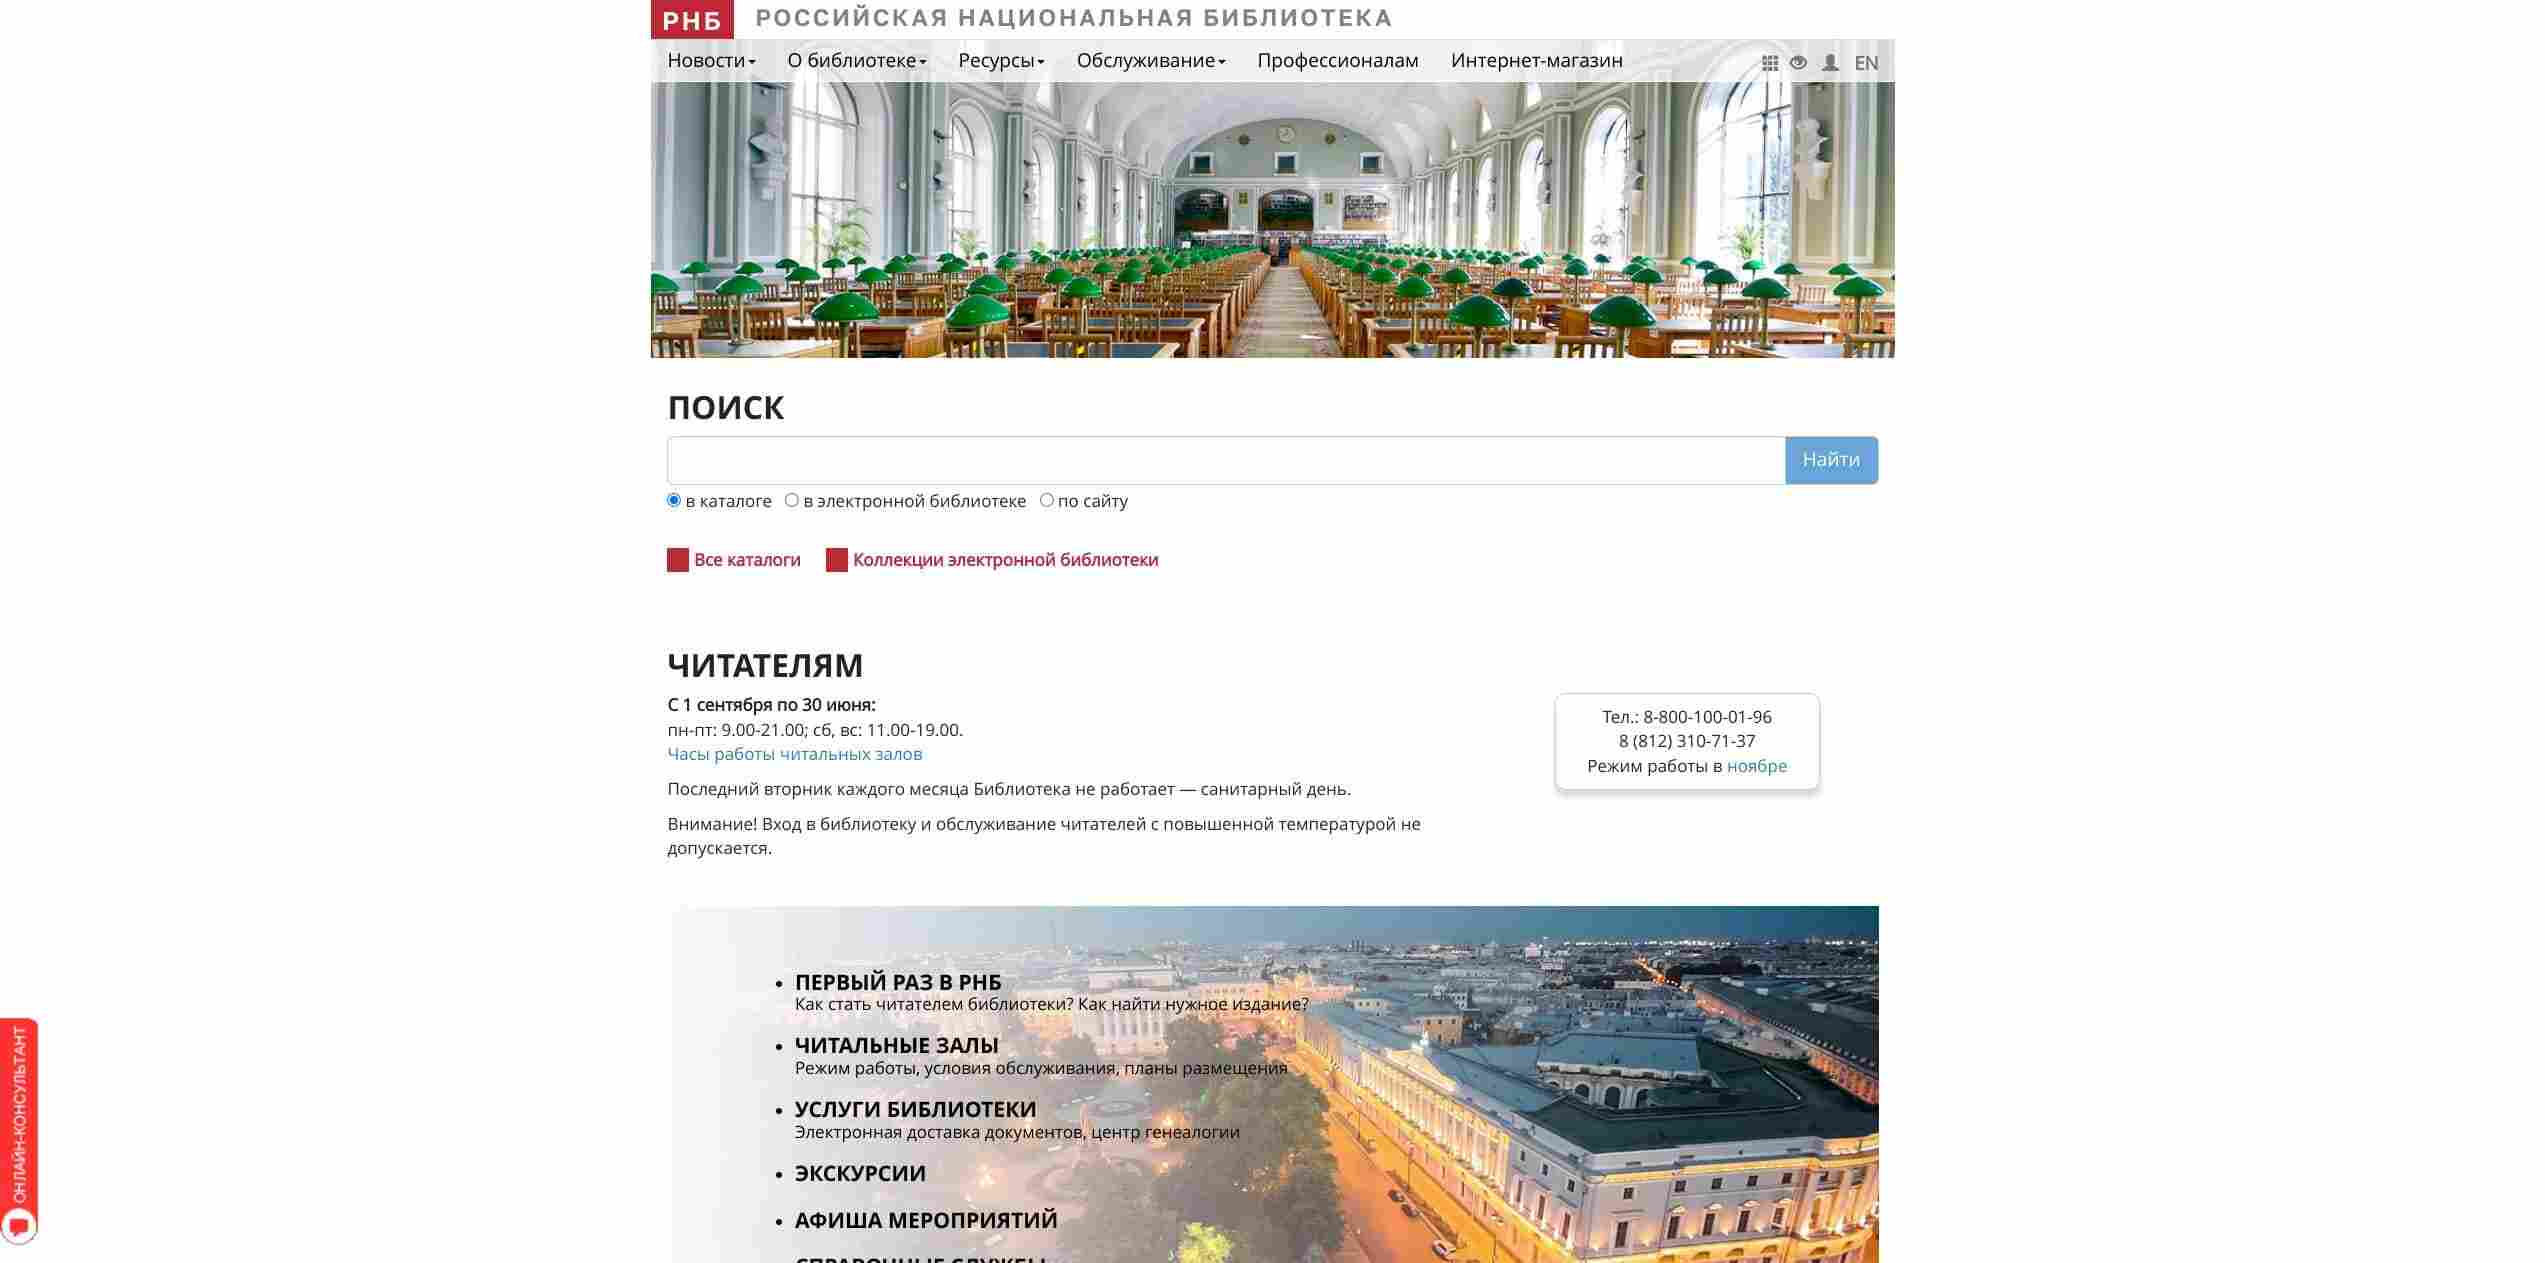 РНБ РОССИЙСКАЯ НАЦИОНАЛЬНАЯ БИБЛИОТЕКА
Новости О библиотеке Ресурсы Обслуживание Профессионалам Интернет-магазин EN
ПОИСК
Найти
в каталоге в электронной библиотеке по сайту
Все каталоги Коллекции электронной библиотеки
ЧИТАТЕЛЯМ
С 1 сентября по 30 июня:
пн-пт: 9.00-21.00; сб, вс: 11.00-19.00.
Часы работы читальных залов
Последний вторник каждого месяца Библиотека не работает — санитарный день.
Внимание! Вход в библиотеку и обслуживание читателей с повышенной температурой не
допускается.
Тел.: 8-800-100-01-96
8 (812) 310-71-37
Режим работы в ноябре
• ПЕРВЫЙ РАЗ В РНБ
Как стать читателем библиотеки? Как найти нужное издание?
• ЧИТАЛЬНЫЕ ЗАЛЫ
Режим работы, условия обслуживания, планы размещения
• УСЛУГИ БИБЛИОТЕКИ
Электронная доставка документов, центр генеалогии
• ЭКСКУРСИИ
• АФИША МЕРОПРИЯТИЙ
СПРАВОЧНЫЕ СЛУЖБЫ
ОНЛАЙН-КОНСУЛЬТАНТ